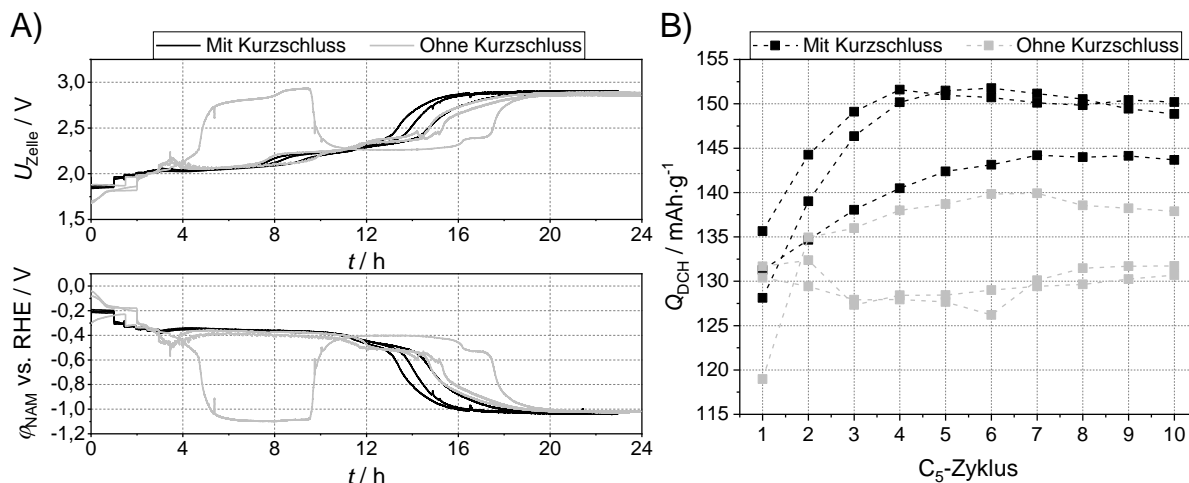 A)
Mit Kurzschluss Ohne Kurzschluss
3,0
2,5
2,0
1,5
U_Zelle / V
0 4 8 12 16 20 24
t / h
0,0
-0,2
-0,4
-0,6
-0,8
-1,0
-1,2
φ_NAM vs. RHE / V
0 4 8 12 16 20 24
t / h
B)
Mit Kurzschluss Ohne Kurzschluss
155
150
145
140
135
130
125
120
115
Q_DCH / mAh·g⁻¹
1 2 3 4 5 6 7 8 9 10
C₅-Zyklus